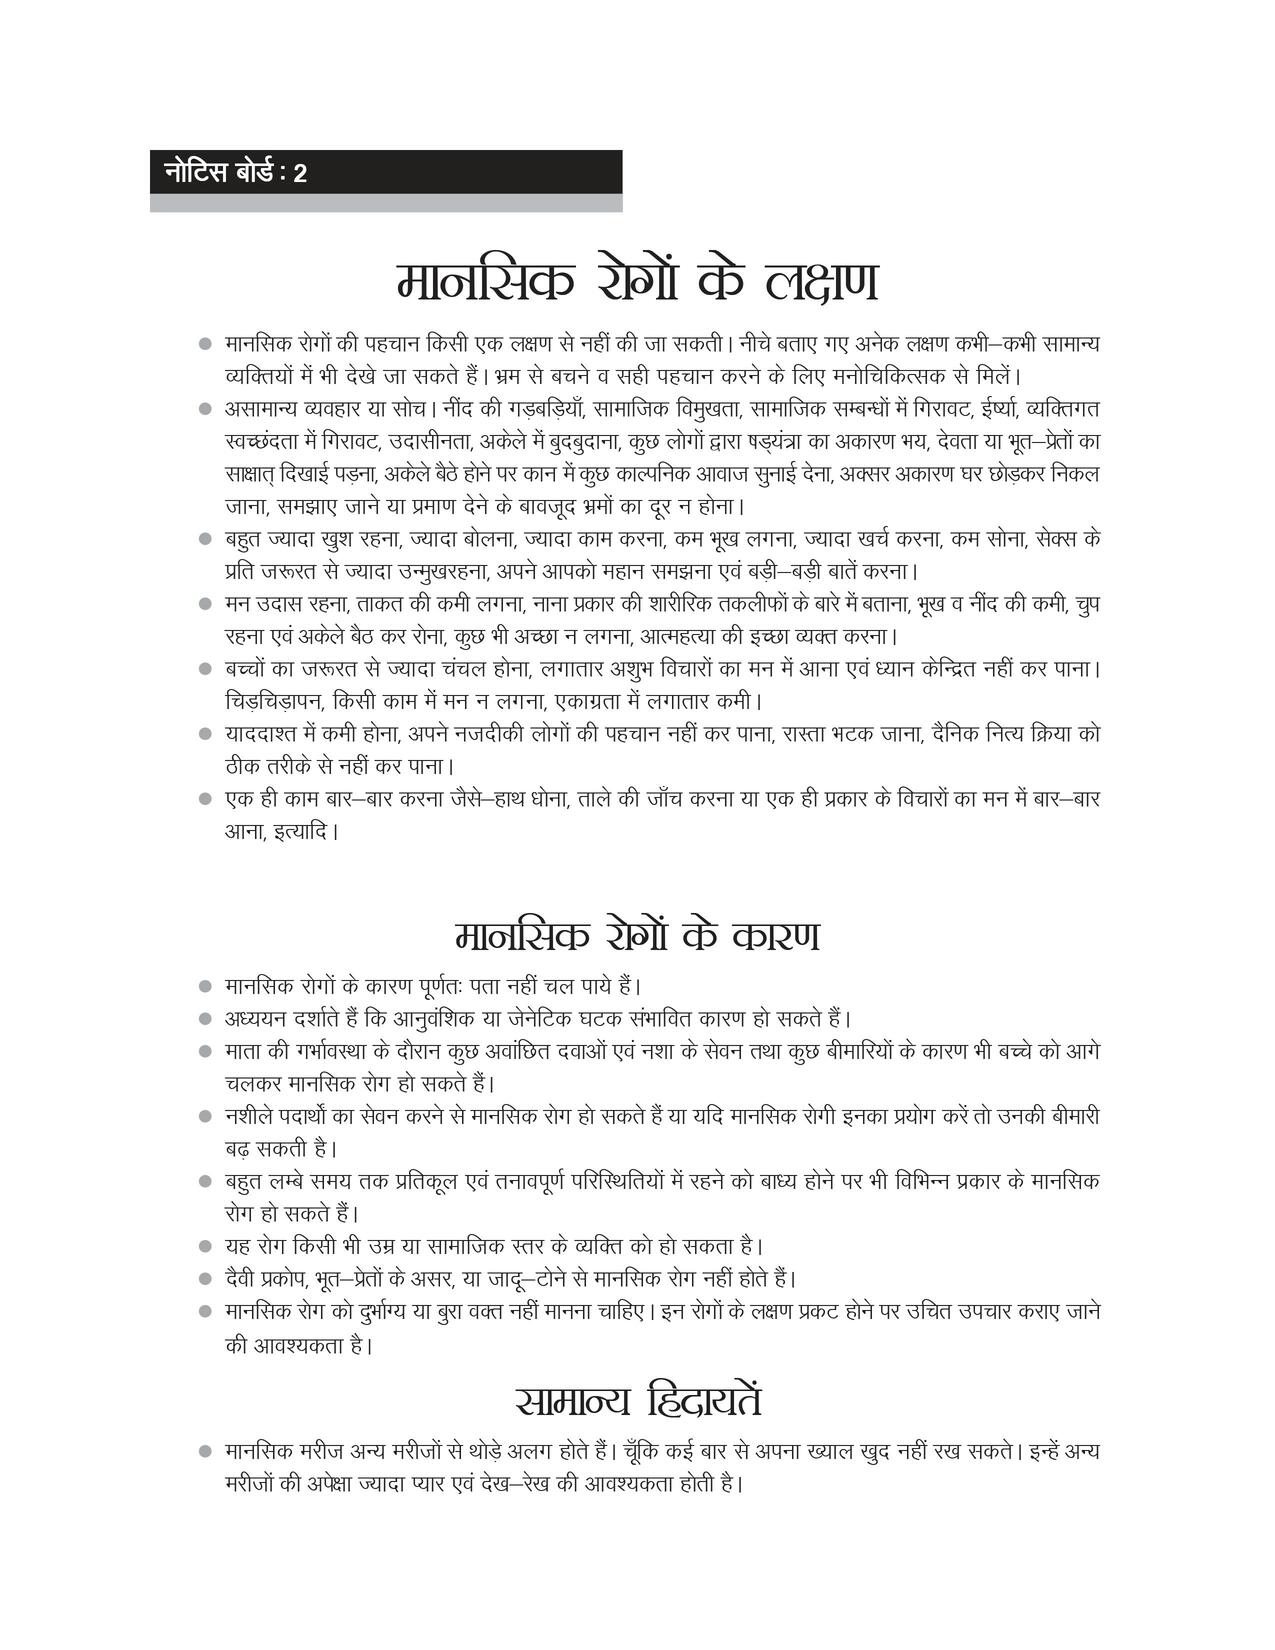 नोटिस बोर्ड : 2
मानसिक रोगों के लक्षण
● मानसिक रोगों की पहचान किसी एक लक्षण से नहीं की जा सकती। नीचे बताए गए अनेक लक्षण कभी–कभी सामान्य
व्यक्तियों में भी देखे जा सकते हैं। भ्रम से बचने व सही पहचान करने के लिए मनोचिकित्सक से मिलें।
● असामान्य व्यवहार या सोच। नींद की गड़बड़ियाँ, सामाजिक विमुखता, सामाजिक सम्बन्धों में गिरावट, ईर्ष्या, व्यक्तिगत
स्वच्छंदता में गिरावट, उदासीनता, अकेले में बुदबुदाना, कुछ लोगों द्वारा षड्यंत्रा का अकारण भय, देवता या भूत–प्रेतों का
साक्षात् दिखाई पड़ना, अकेले बैठे होने पर कान में कुछ काल्पनिक आवाज सुनाई देना, अक्सर अकारण घर छोड़कर निकल
जाना, समझाए जाने या प्रमाण देने के बावजूद भ्रमों का दूर न होना।
● बहुत ज्यादा खुश रहना, ज्यादा बोलना, ज्यादा काम करना, कम भूख लगना, ज्यादा खर्च करना, कम सोना, सेक्स के
प्रति जरूरत से ज्यादा उन्मुखरहना, अपने आपको महान समझना एवं बड़ी–बड़ी बातें करना।
● मन उदास रहना, ताकत की कमी लगना, नाना प्रकार की शारीरिक तकलीफों के बारे में बताना, भूख व नींद की कमी, चुप
रहना एवं अकेले बैठ कर रोना, कुछ भी अच्छा न लगना, आत्महत्या की इच्छा व्यक्त करना।
● बच्चों का जरूरत से ज्यादा चंचल होना, लगातार अशुभ विचारों का मन में आना एवं ध्यान केन्द्रित नहीं कर पाना।
चिड़चिड़ापन, किसी काम में मन न लगना, एकाग्रता में लगातार कमी।
● याददाश्त में कमी होना, अपने नजदीकी लोगों की पहचान नहीं कर पाना, रास्ता भटक जाना, दैनिक नित्य क्रिया को
ठीक तरीके से नहीं कर पाना।
● एक ही काम बार–बार करना जैसे–हाथ धोना, ताले की जाँच करना या एक ही प्रकार के विचारों का मन में बार–बार
आना, इत्यादि।
मानसिक रोगों के कारण
● मानसिक रोगों के कारण पूर्णतः पता नहीं चल पाये हैं।
● अध्ययन दर्शाते हैं कि आनुवंशिक या जेनेटिक घटक संभावित कारण हो सकते हैं।
● माता की गर्भावस्था के दौरान कुछ अवांछित दवाओं एवं नशा के सेवन तथा कुछ बीमारियों के कारण भी बच्चे को आगे
चलकर मानसिक रोग हो सकते हैं।
● नशीले पदार्थों का सेवन करने से मानसिक रोग हो सकते हैं या यदि मानसिक रोगी इनका प्रयोग करें तो उनकी बीमारी
बढ़ सकती है।
● बहुत लम्बे समय तक प्रतिकूल एवं तनावपूर्ण परिस्थितियों में रहने को बाध्य होने पर भी विभिन्न प्रकार के मानसिक
रोग हो सकते हैं।
● यह रोग किसी भी उम्र या सामाजिक स्तर के व्यक्ति को हो सकता है।
● दैवी प्रकोप, भूत–प्रेतों के असर, या जादू–टोने से मानसिक रोग नहीं होते हैं।
● मानसिक रोग को दुर्भाग्य या बुरा वक्त नहीं मानना चाहिए। इन रोगों के लक्षण प्रकट होने पर उचित उपचार कराए जाने
की आवश्यकता है।
सामान्य हिदायतें
● मानसिक मरीज अन्य मरीजों से थोड़े अलग होते हैं। चूँकि कई बार से अपना ख्याल खुद नहीं रख सकते। इन्हें अन्य
मरीजों की अपेक्षा ज्यादा प्यार एवं देख–रेख की आवश्यकता होती है।